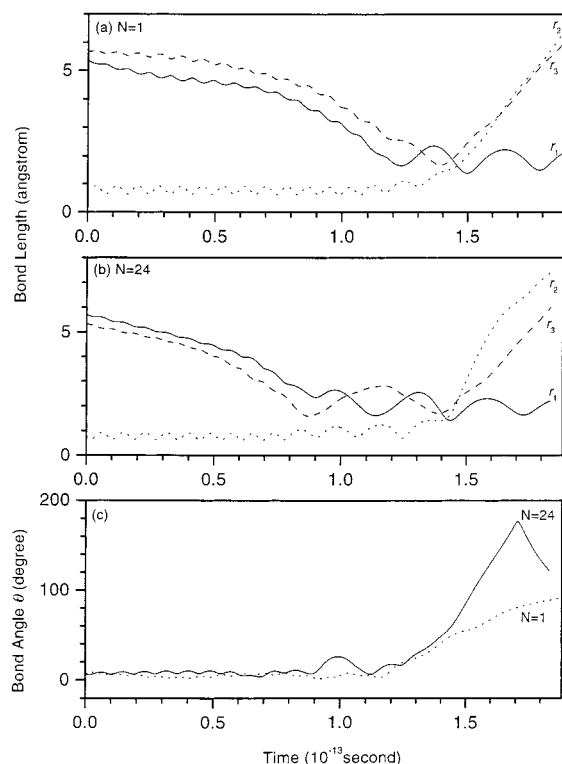 (a) N=1
r2
r3
r1
5
0
0.0 0.5 1.0 1.5
Bond Length (angstrom)
(b) N=24
r2
r3
r1
5
0
0.0 0.5 1.0 1.5
(c)
N=24
N=1
200
100
0
0.0 0.5 1.0 1.5
Bond Angle θ (degree)
Time (10⁻¹³second)